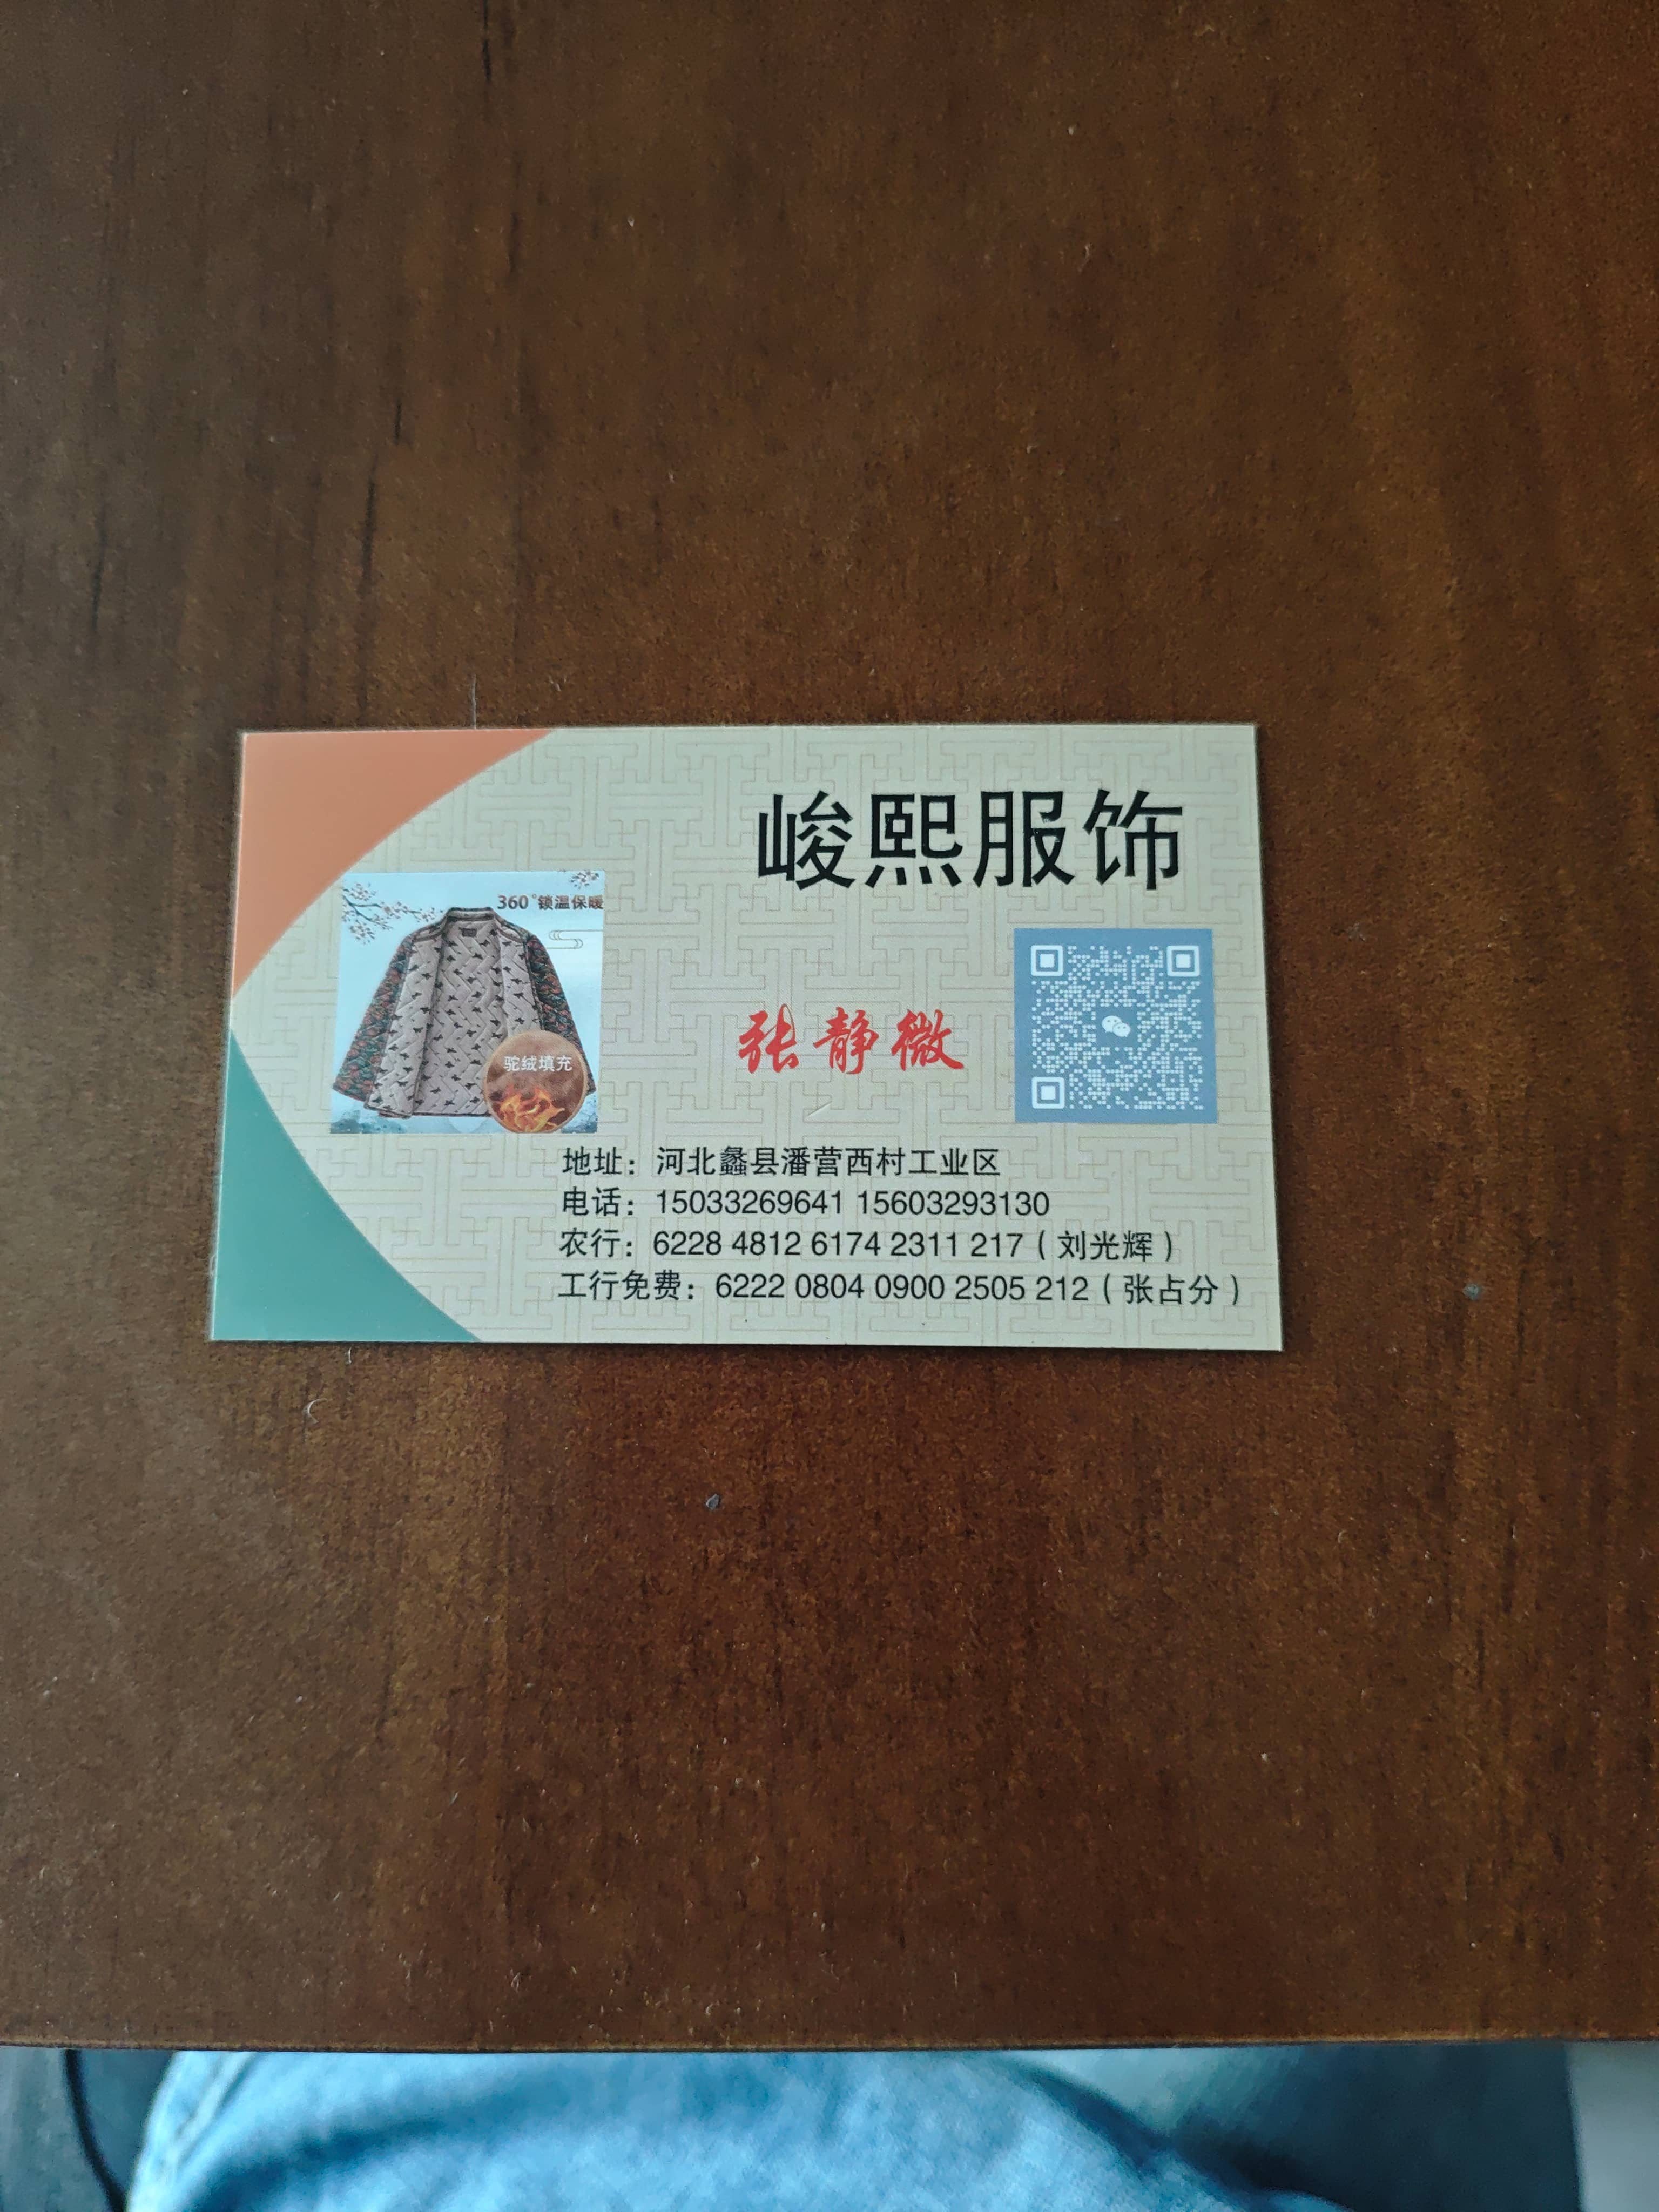 峻熙服饰
360°锁温保暖
驼绒填充
张静微
地址：河北蠡县潘营西村工业区
电话：15033269641 15603293130
农行：6228 4812 6174 2311 217（刘光辉）
工行免费：6222 0804 0900 2505 212（张占分）